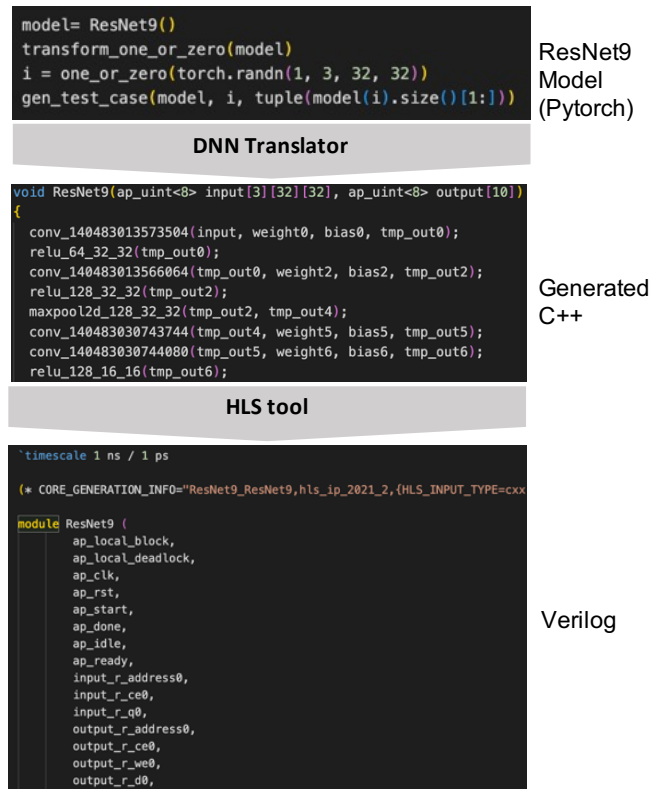 model= ResNet9()
transform_one_or_zero(model)
i = one_or_zero(torch.randn(1, 3, 32, 32))
gen_test_case(model, i, tuple(model(i).size()[1:]))
ResNet9
Model
(Pytorch)
DNN Translator
void ResNet9(ap_uint<8> input[3][32][32], ap_uint<8> output[10])
{
conv_140483013573504(input, weight0, bias0, tmp_out0);
relu_64_32_32(tmp_out0);
conv_140483013566064(tmp_out0, weight2, bias2, tmp_out2);
relu_128_32_32(tmp_out2);
maxpool2d_128_32_32(tmp_out2, tmp_out4);
conv_140483030743744(tmp_out4, weight5, bias5, tmp_out5);
conv_140483030744080(tmp_out5, weight6, bias6, tmp_out6);
relu_128_16_16(tmp_out6);
Generated
C++
HLS tool
`timescale 1 ns / 1 ps
(* CORE_GENERATION_INFO="ResNet9_ResNet9,hls_ip_2021_2,{HLS_INPUT_TYPE=cxx
module ResNet9 (
ap_local_block,
ap_local_deadlock,
ap_clk,
ap_rst,
ap_start,
ap_done,
ap_idle,
ap_ready,
input_r_address0,
input_r_ce0,
input_r_q0,
output_r_address0,
output_r_ce0,
output_r_we0,
output_r_d0,
Verilog